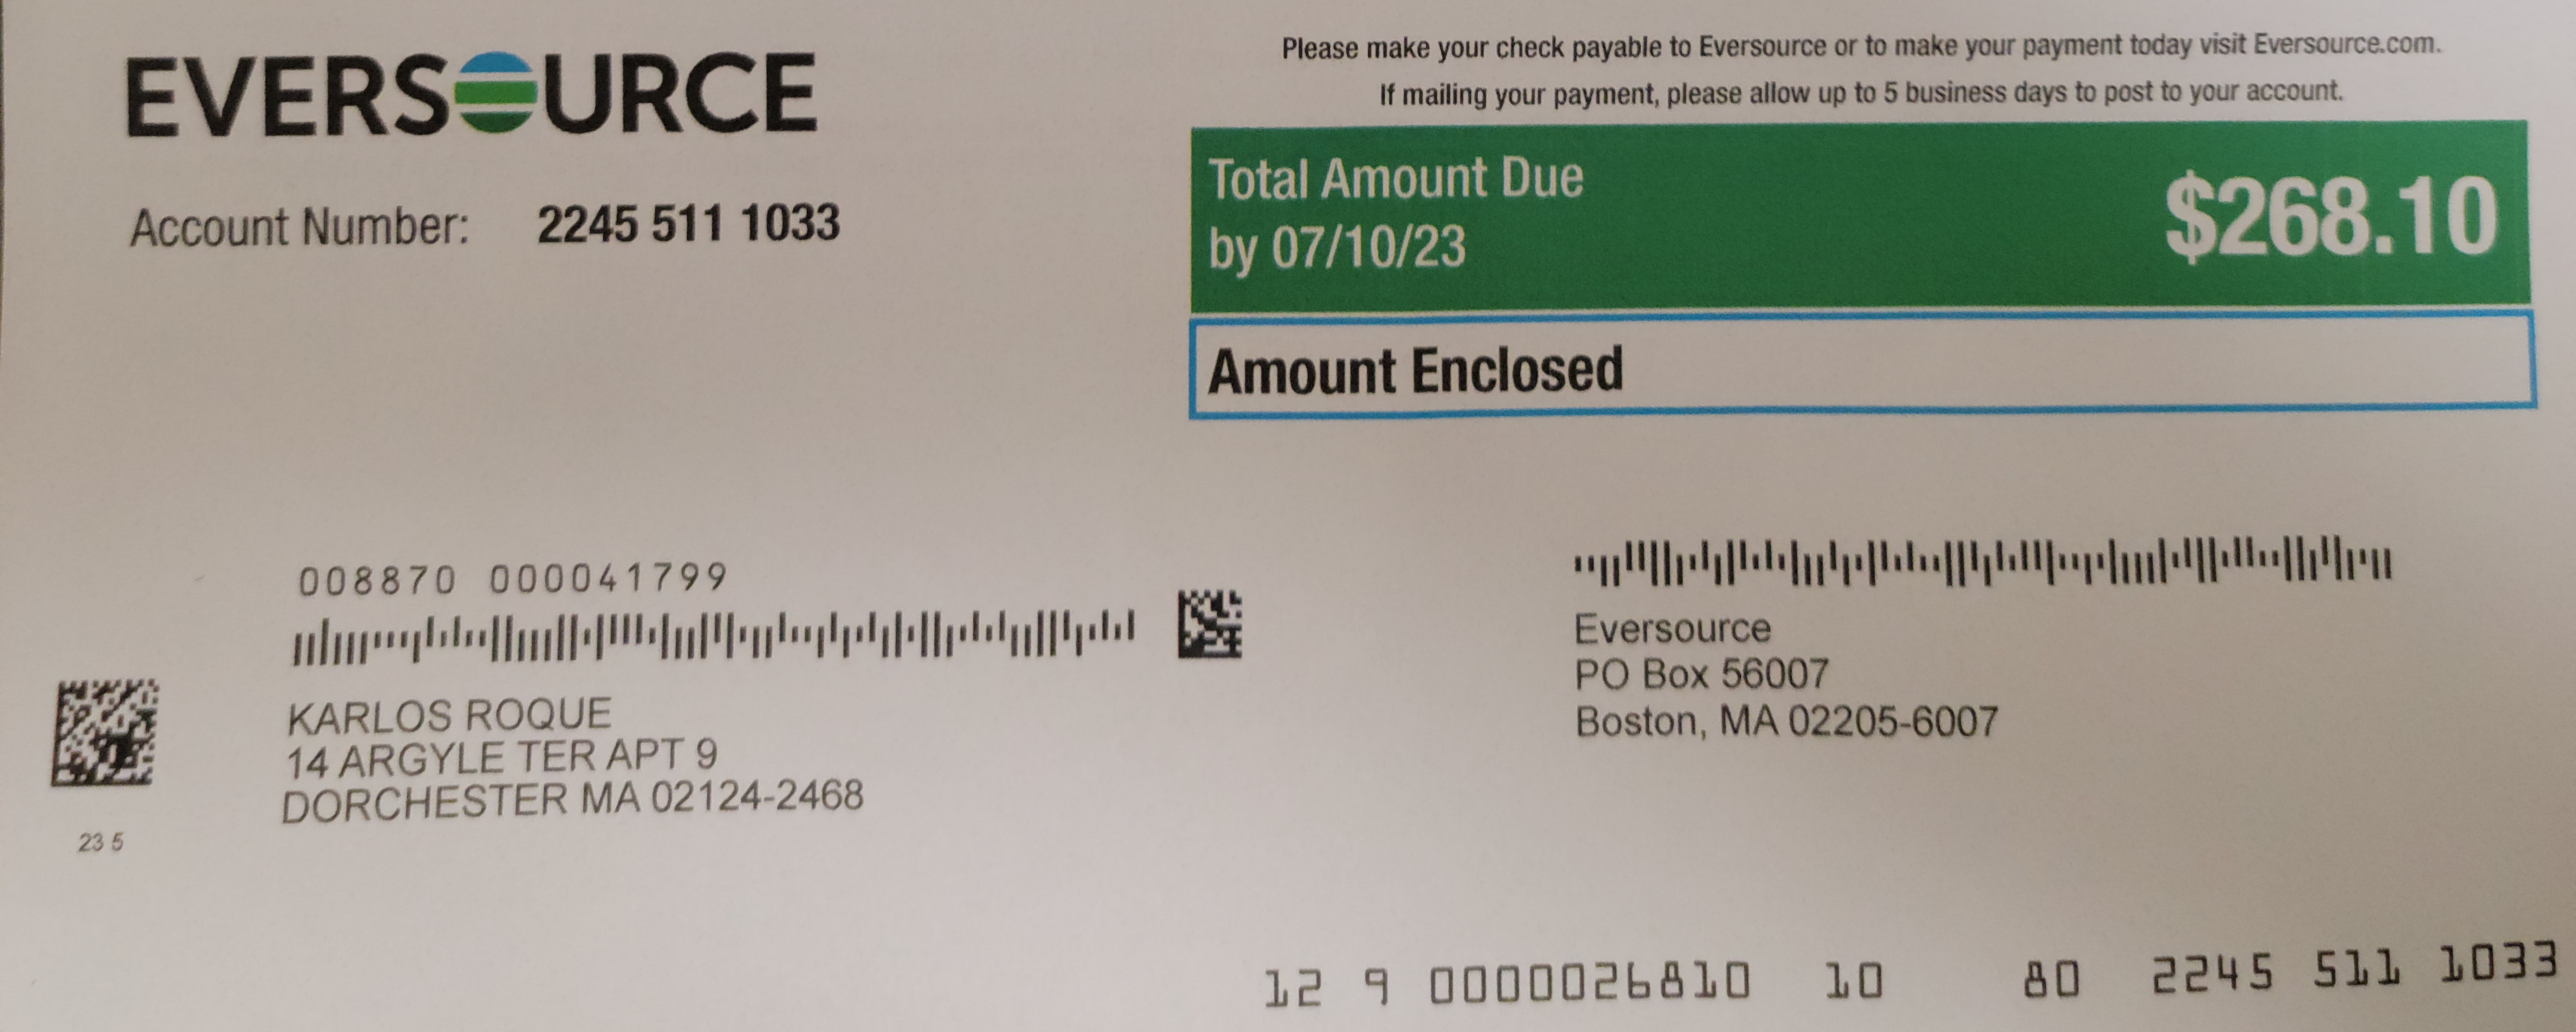 EVERSOURCE
Please make your check payable to Eversource or to make your payment today visit Eversource.com.
If mailing your payment, please allow up to 5 business days to post to your account.
Account Number: 2245 511 1033
Total Amount Due
by 07/10/23
$268.10
Amount Enclosed
008870 000041799
KARLOS ROQUE
14 ARGYLE TER APT 9
DORCHESTER MA 02124-2468
23 5
Eversource
PO Box 56007
Boston, MA 02205-6007
12 9 0000026810 10 80 2245 511 1033